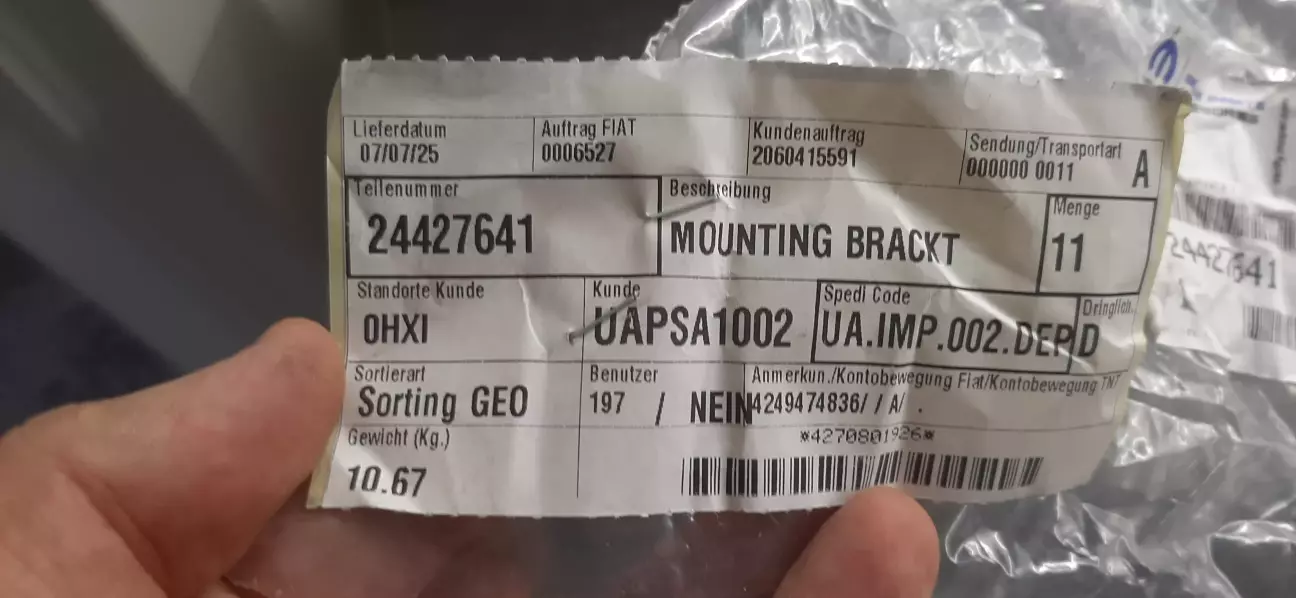 Lieferdatum Auftrag FIAT Kundenauftrag Sendung/Transportart
07/07/25 0006527 2060415591 000000 0011 A
Teilenummer Beschreibung Menge
24427641 MOUNTING BRACKT 11
Standorte Kunde Kunde Spedi Code Dringlich.
OHXI UAPSA1002 UA.IMP.002.DEP D
Sortierart Benutzer Anmerkun./Kontobewegung Fiat/Kontobewegung TNT
Sorting GEO 197 / NEIN 4249474836/ / A/ .
Gewicht (Kg.) *4270801926*
10.67
24427641